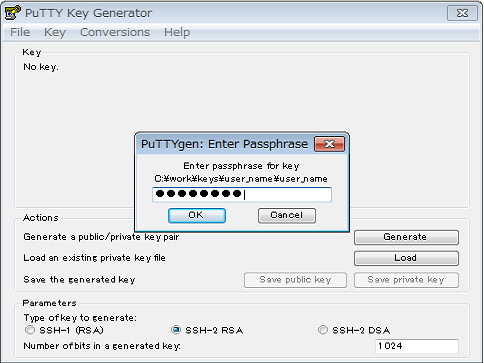 PuTTY Key Generator
File Key Conversions Help
Key
No key.
PuTTYgen: Enter Passphrase
Enter passphrase for key
C:¥work¥keys¥user_name¥user_name
●●●●●●●●
OK Cancel
Actions
Generate a public/private key pair Generate
Load an existing private key file Load
Save the generated key Save public key Save private key
Parameters
Type of key to generate:
SSH-1 (RSA) SSH-2 RSA SSH-2 DSA
Number of bits in a generated key: 1024